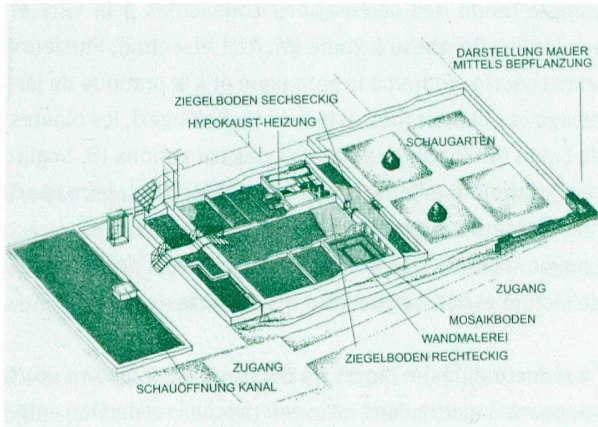 DARSTELLUNG MAUER
MITTELS BEPFLANZUNG
ZIEGELBODEN SECHSECKIG
HYPOKAUST-HEIZUNG
SCHAUGARTEN
ZUGANG
MOSAIKBODEN
WANDMALEREI
ZIEGELBODEN RECHTECKIG
ZUGANG
SCHAUÖFFNUNG KANAL